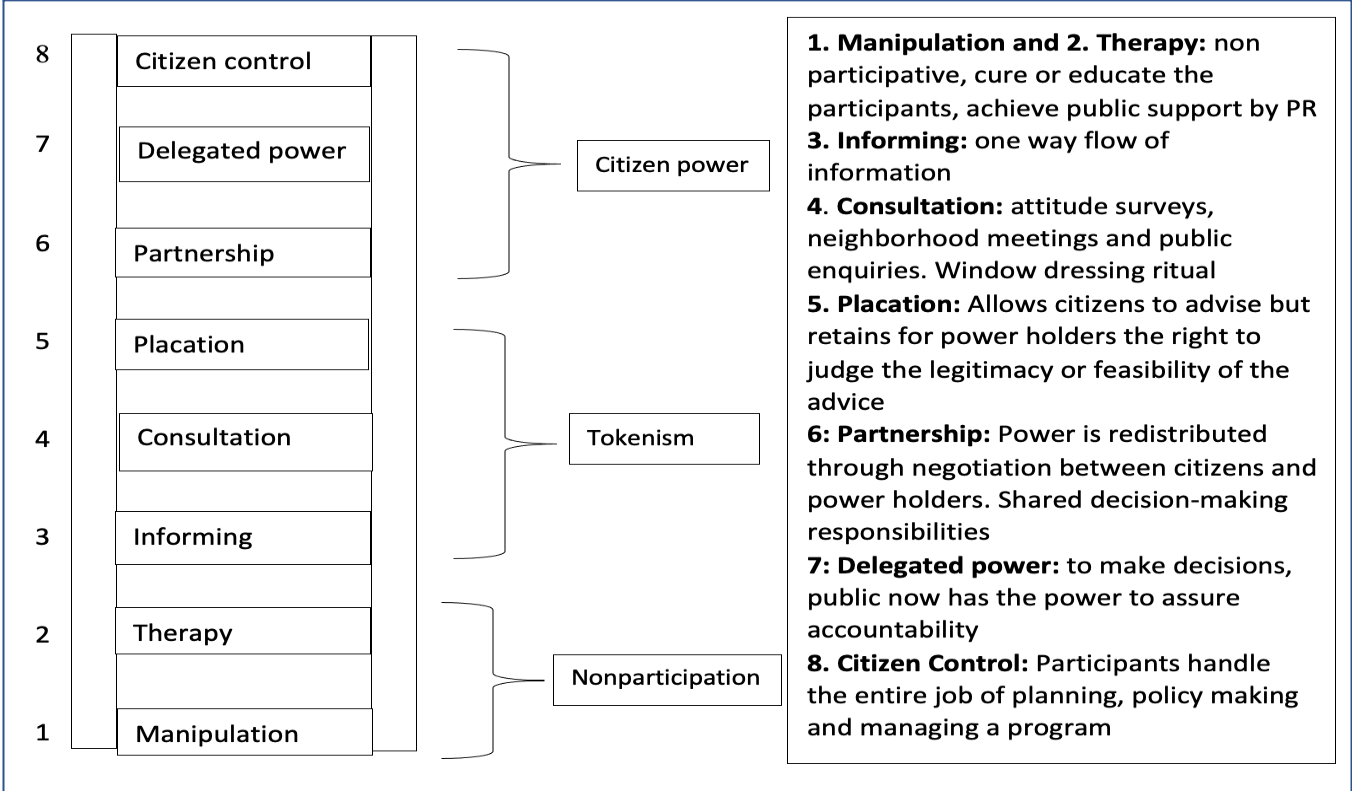 8
Citizen control
7
Delegated power
6
Partnership
5
Placation
4
Consultation
3
Informing
2
Therapy
1
Manipulation
Citizen power
Tokenism
Nonparticipation
1. Manipulation and 2. Therapy: non
participative, cure or educate the
participants, achieve public support by PR
3. Informing: one way flow of
information
4. Consultation: attitude surveys,
neighborhood meetings and public
enquiries. Window dressing ritual
5. Placation: Allows citizens to advise but
retains for power holders the right to
judge the legitimacy or feasibility of the
advice
6: Partnership: Power is redistributed
through negotiation between citizens and
power holders. Shared decision-making
responsibilities
7: Delegated power: to make decisions,
public now has the power to assure
accountability
8. Citizen Control: Participants handle
the entire job of planning, policy making
and managing a program